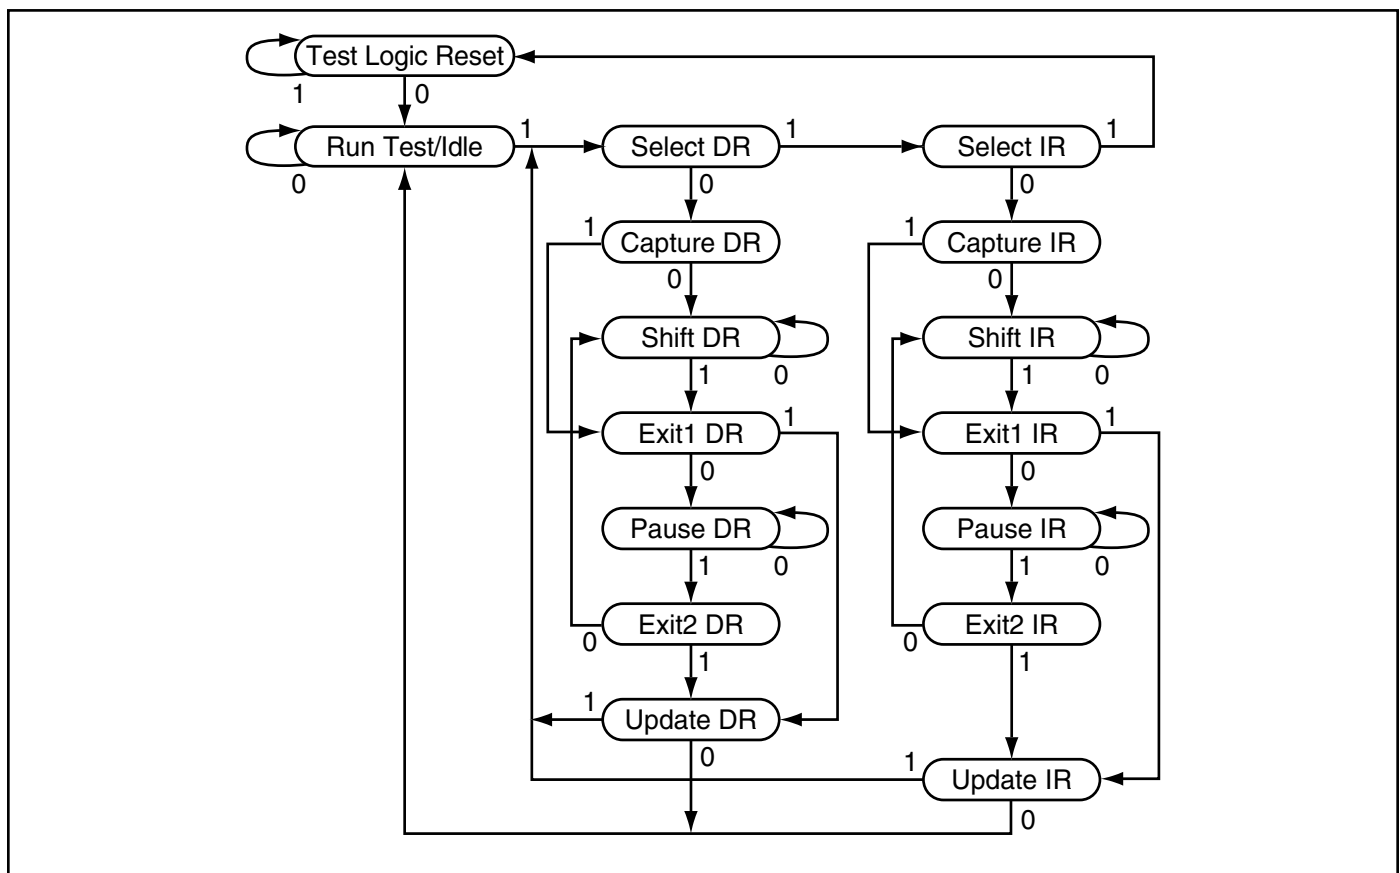 Test Logic Reset
1 0
Run Test/Idle 1 Select DR 1 Select IR 1
0 0 0
1 Capture DR 1 Capture IR
0 0
Shift DR Shift IR
1 0 1 0
Exit1 DR 1 Exit1 IR 1
0 0
Pause DR Pause IR
1 0 1 0
Exit2 DR Exit2 IR
0 1 0 1
1 Update DR
0 1 Update IR
0